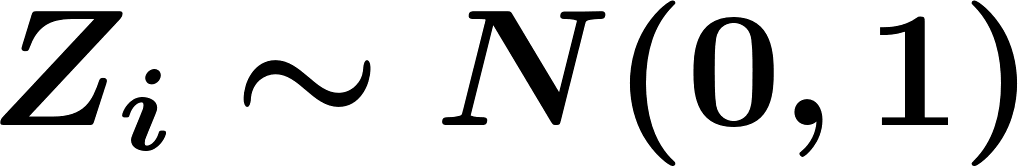 Z_i ~ N(0, 1)